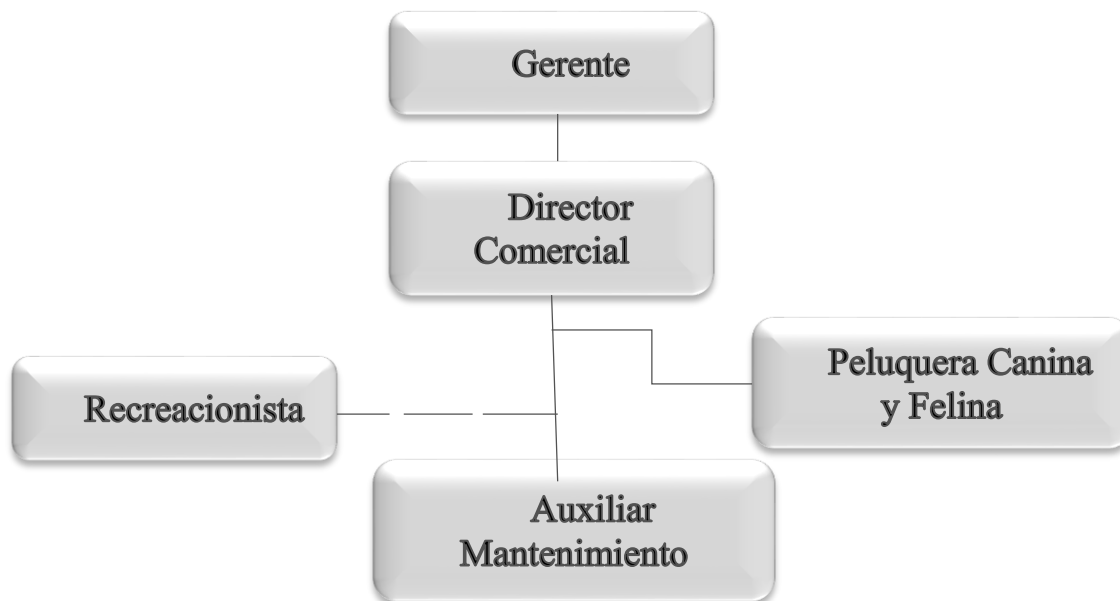 Gerente
Director
Comercial
Peluquera Canina
y Felina
Recreacionista
Auxiliar
Mantenimiento